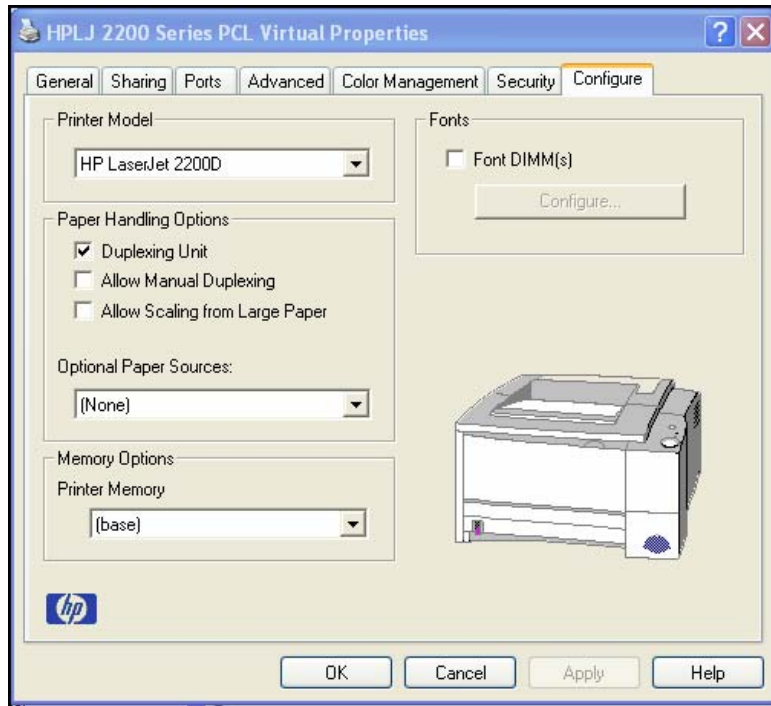 HPLJ 2200 Series PCL Virtual Properties
General Sharing Ports Advanced Color Management Security Configure
Printer Model
HP LaserJet 2200D
Paper Handling Options
Duplexing Unit
Allow Manual Duplexing
Allow Scaling from Large Paper
Optional Paper Sources:
(None)
Memory Options
Printer Memory
(base)
Fonts
Font DIMM(s)
Configure...
hp
OK Cancel Apply Help